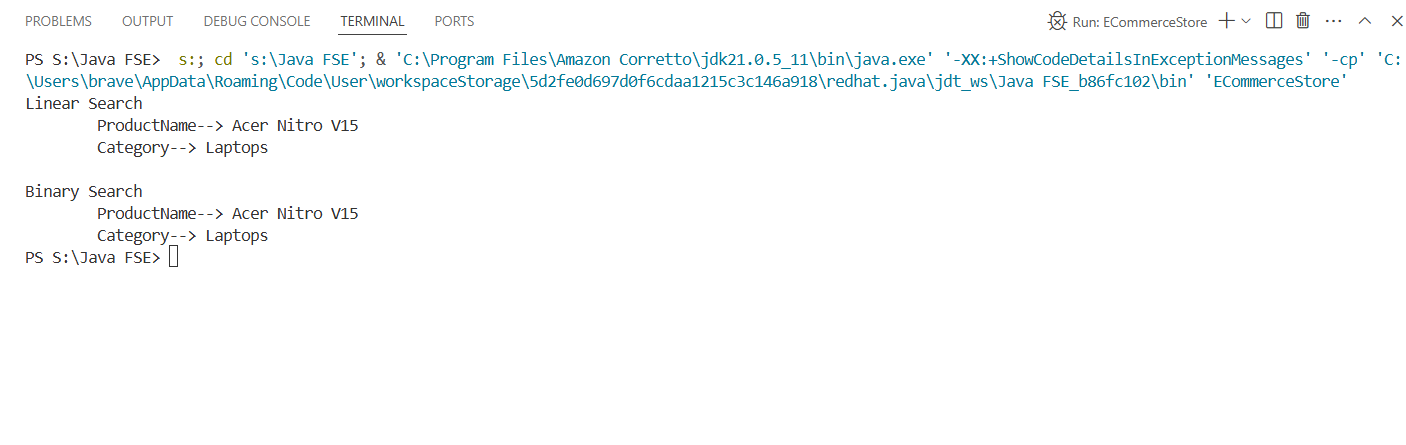 PROBLEMS OUTPUT DEBUG CONSOLE TERMINAL PORTS Run: ECommerceStore
PS S:\Java FSE>  s:; cd 's:\Java FSE'; & 'C:\Program Files\Amazon Corretto\jdk21.0.5_11\bin\java.exe' '-XX:+ShowCodeDetailsInExceptionMessages' '-cp' 'C:
\Users\brave\AppData\Roaming\Code\User\workspaceStorage\5d2fe0d697d0f6cdaa1215c3c146a918\redhat.java\jdt_ws\Java FSE_b86fc102\bin' 'ECommerceStore'
Linear Search
        ProductName--> Acer Nitro V15
        Category--> Laptops
Binary Search
        ProductName--> Acer Nitro V15
        Category--> Laptops
PS S:\Java FSE>